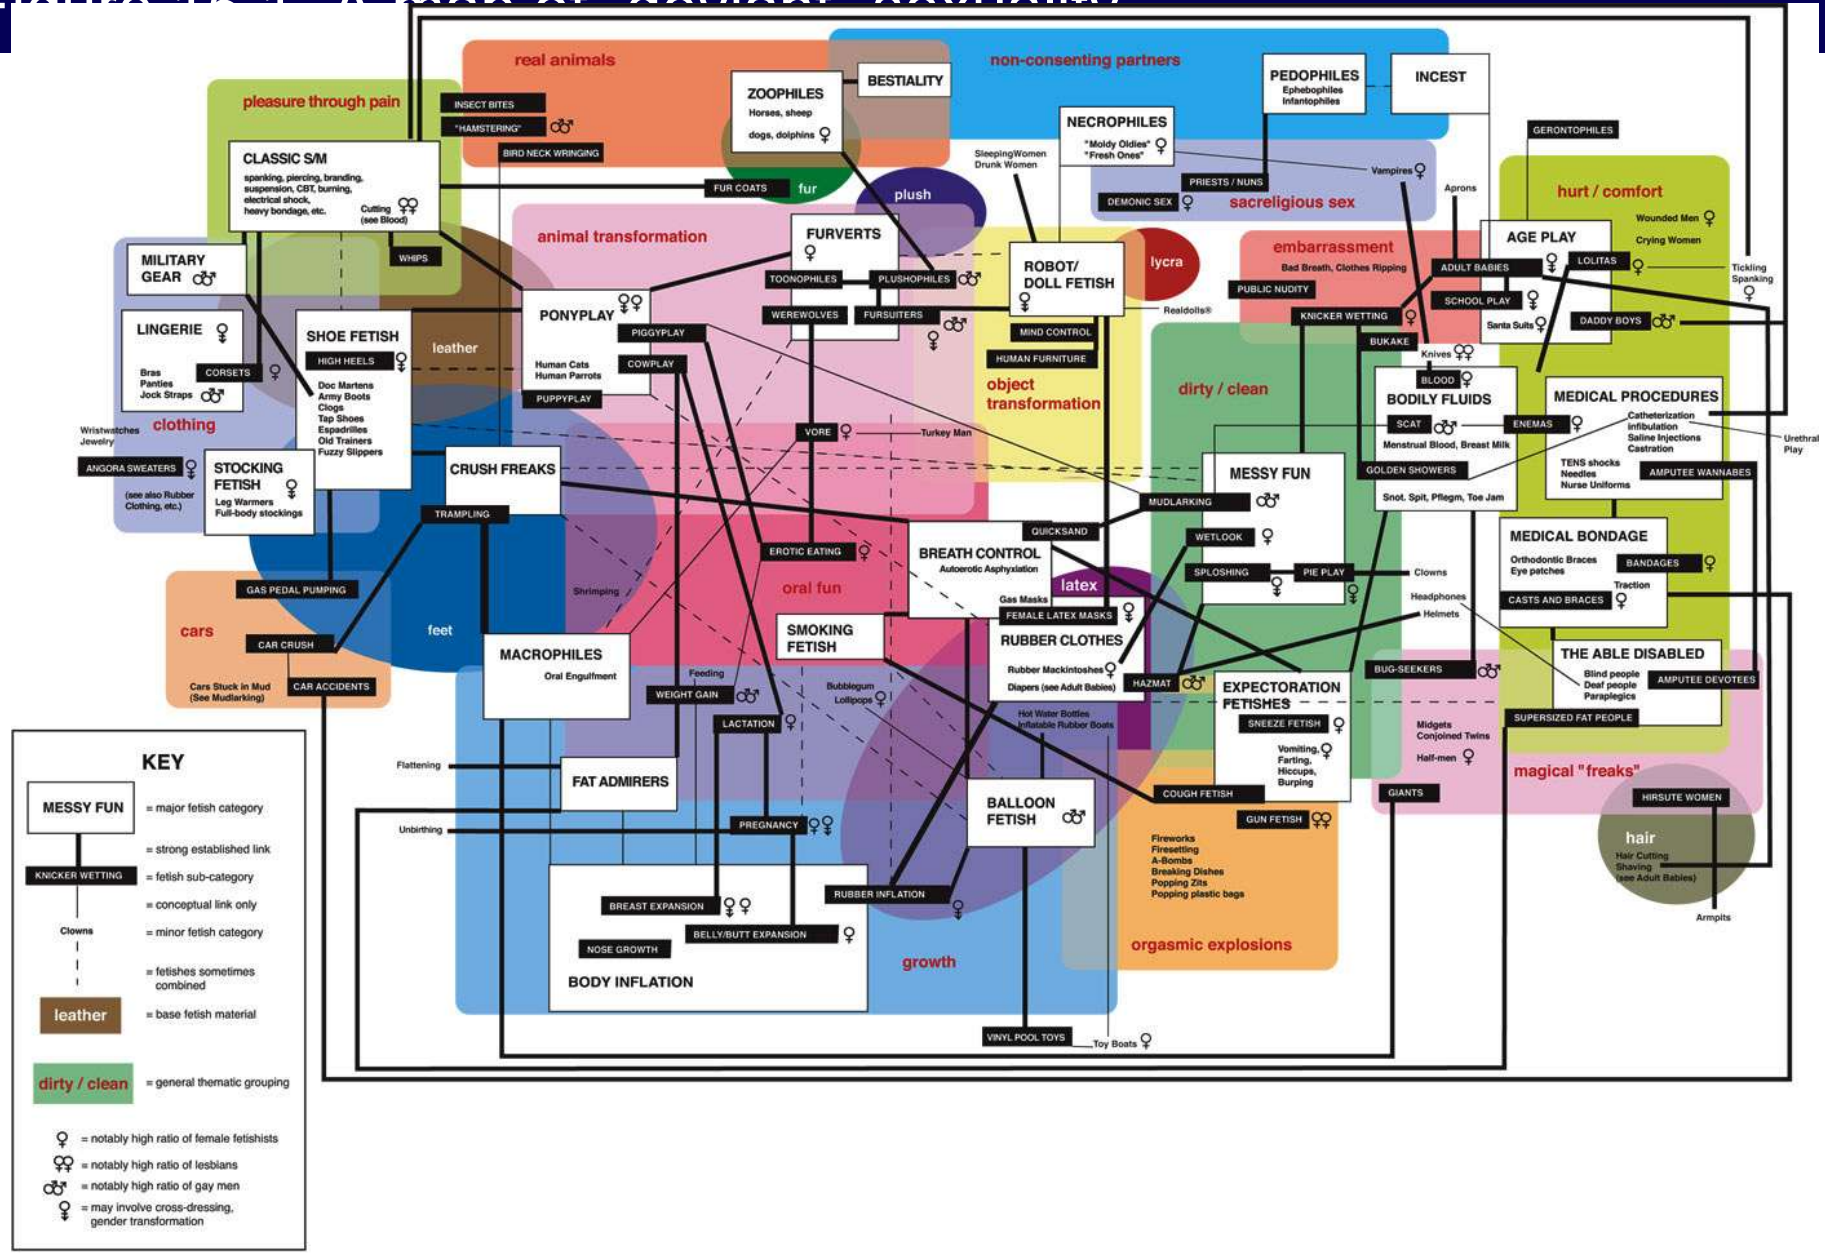 real animals
non-consenting partners
pleasure through pain
INSECT BITES
"HAMSTERING"
BIRD NECK WRINGING
ZOOPHILES
Horses, sheep
dogs, dolphins
BESTIALITY
PEDOPHILES
Ephebophiles
Infantophiles
INCEST
NECROPHILES
"Moldy Oldies"
"Fresh Ones"
GERONTOPHILES
CLASSIC S/M
spanking, piercing, branding,
suspension, CBT, burning,
electrical shock,
heavy bondage, etc.
Cutting
(see Blood)
WHIPS
FUR COATS
fur
plush
SleepingWomen
Drunk Women
Vampires
PRIESTS / NUNS
DEMONIC SEX
sacreligious sex
Aprons
hurt / comfort
Wounded Men
Crying Women
MILITARY
GEAR
animal transformation
FURVERTS
TOONOPHILES
PLUSHOPHILES
WEREWOLVES
FURSUITERS
ROBOT/
DOLL FETISH
lycra
MIND CONTROL
HUMAN FURNITURE
Realdolls®
object
transformation
embarrassment
Bad Breath, Clothes Ripping
PUBLIC NUDITY
KNICKER WETTING
BUKAKE
AGE PLAY
ADULT BABIES
LOLITAS
SCHOOL PLAY
Santa Suits
DADDY BOYS
Tickling
Spanking
LINGERIE
Bras
Panties
Jock Straps
CORSETS
clothing
Wristwatches
Jewelry
ANGORA SWEATERS
(see also Rubber
Clothing, etc.)
STOCKING
FETISH
Leg Warmers
Full-body stockings
SHOE FETISH
HIGH HEELS
Doc Martens
Army Boots
Clogs
Tap Shoes
Espadrilles
Old Trainers
Fuzzy Slippers
leather
PONYPLAY
PIGGYPLAY
COWPLAY
Human Cats
Human Parrots
PUPPYPLAY
VORE
Turkey Man
CRUSH FREAKS
TRAMPLING
EROTIC EATING
oral fun
Shrimping
dirty / clean
Knives
BLOOD
BODILY FLUIDS
SCAT
Menstrual Blood, Breast Milk
GOLDEN SHOWERS
Snot. Spit, Pflegm, Toe Jam
ENEMAS
MEDICAL PROCEDURES
Catheterization
infibulation
Saline Injections
Castration
TENS shocks
Needles
Nurse Uniforms
AMPUTEE WANNABES
Urethral
Play
MESSY FUN
MUDLARKING
QUICKSAND
WETLOOK
SPLOSHING
PIE PLAY
Clowns
Headphones
Helmets
BREATH CONTROL
Autoerotic Asphyxiation
Gas Masks
latex
FEMALE LATEX MASKS
RUBBER CLOTHES
Rubber Mackintoshes
Diapers (see Adult Babies)
HAZMAT
MEDICAL BONDAGE
Orthodontic Braces
Eye patches
BANDAGES
Traction
CASTS AND BRACES
THE ABLE DISABLED
Blind people
Deaf people
Paraplegics
AMPUTEE DEVOTEES
SUPERSIZED FAT PEOPLE
BUG-SEEKERS
Midgets
Conjoined Twins
Half-men
magical "freaks"
GIANTS
GAS PEDAL PUMPING
cars
CAR CRUSH
CAR ACCIDENTS
Cars Stuck in Mud
(See Mudlarking)
feet
MACROPHILES
Oral Engulfment
SMOKING
FETISH
Feeding
WEIGHT GAIN
LACTATION
Bubblegum
Lollipops
Hot Water Bottles
Inflatable Rubber Boats
EXPECTORATION
FETISHES
SNEEZE FETISH
Vomiting,
Farting,
Hiccups,
Burping
COUGH FETISH
GUN FETISH
Fireworks
Firesetting
A-Bombs
Breaking Dishes
Popping Zits
Popping plastic bags
orgasmic explosions
HIRSUTE WOMEN
hair
Hair Cutting
Shaving
(see Adult Babies)
Armpits
Flattening
FAT ADMIRERS
Unbirthing
PREGNANCY
BALLOON
FETISH
RUBBER INFLATION
BREAST EXPANSION
BELLY/BUTT EXPANSION
NOSE GROWTH
BODY INFLATION
growth
VINYL POOL TOYS
Toy Boats
KEY
MESSY FUN
= major fetish category
= strong established link
KNICKER WETTING
= fetish sub-category
= conceptual link only
Clowns
= minor fetish category
= fetishes sometimes
combined
leather
= base fetish material
dirty / clean
= general thematic grouping
= notably high ratio of female fetishists
= notably high ratio of lesbians
= notably high ratio of gay men
= may involve cross-dressing,
gender transformation